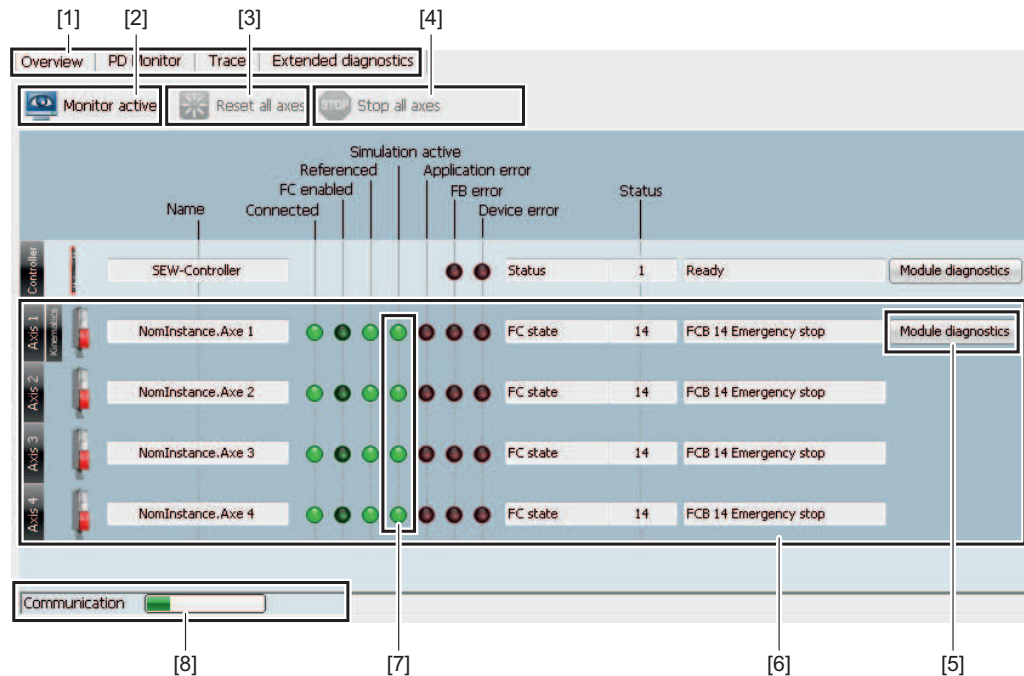 [1] [2] [3] [4]
Overview PD Monitor Trace Extended diagnostics
Monitor active Reset all axes STOP Stop all axes
Simulation active
Referenced Application error
FC enabled FB error Status
Name Connected Device error
Controller SEW-Controller Status 1 Ready Module diagnostics
Axis 1 Kinematics NomInstance.Axe 1 FC state 14 FCB 14 Emergency stop Module diagnostics
Axis 2 NomInstance.Axe 2 FC state 14 FCB 14 Emergency stop
Axis 3 NomInstance.Axe 3 FC state 14 FCB 14 Emergency stop
Axis 4 NomInstance.Axe 4 FC state 14 FCB 14 Emergency stop
Communication
[8] [7] [6] [5]